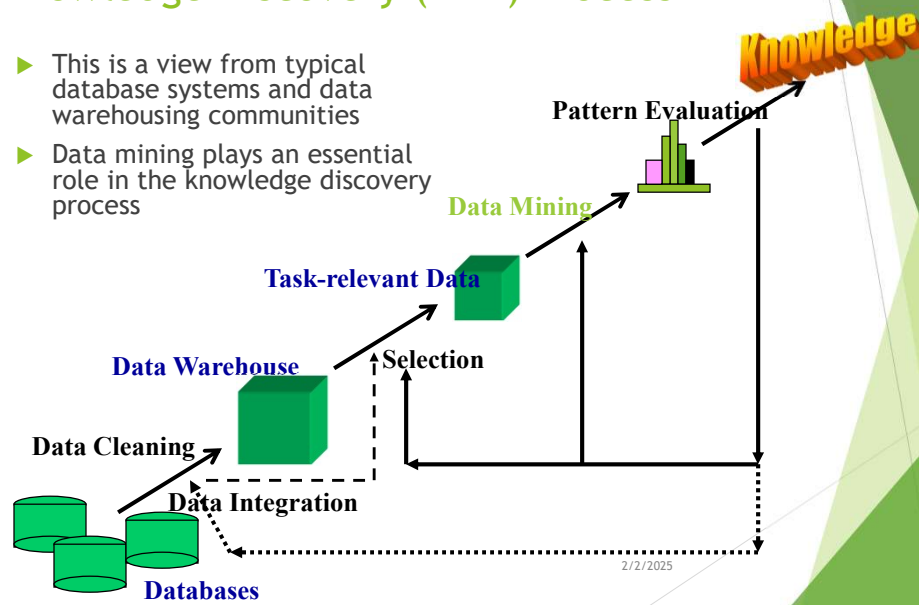 This is a view from typical
database systems and data
warehousing communities
Data mining plays an essential
role in the knowledge discovery
process
Knowledge
Pattern Evaluation
Data Mining
Task-relevant Data
Data Warehouse
Selection
Data Cleaning
Data Integration
Databases
2/2/2025